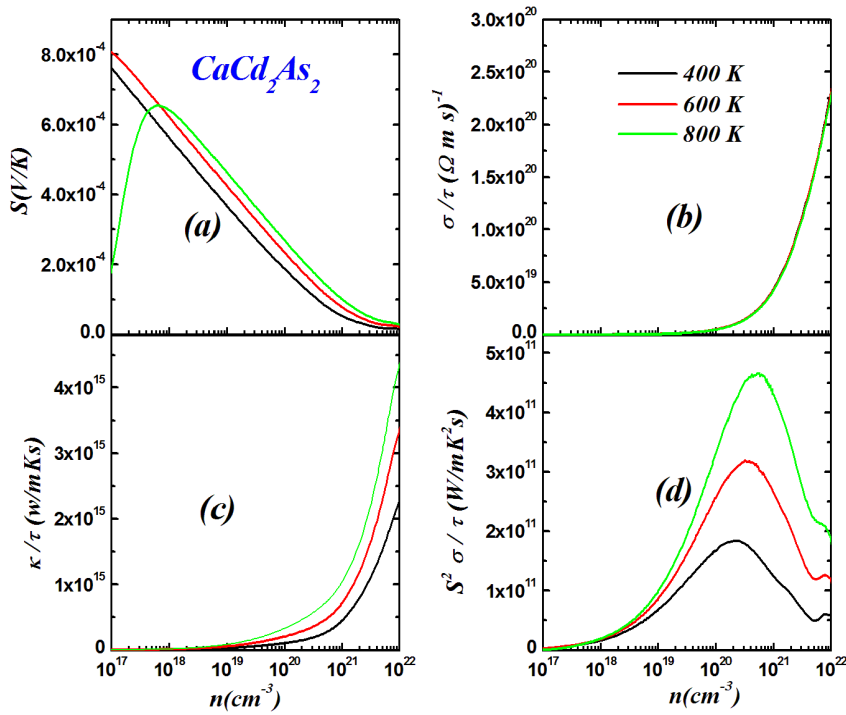 8.0x10⁻⁴
6.0x10⁻⁴
4.0x10⁻⁴
2.0x10⁻⁴
0.0
S(V/K)
CaCd₂As₂
(a)
3.0x10²⁰
2.5x10²⁰
2.0x10²⁰
1.5x10²⁰
1.0x10²⁰
5.0x10¹⁹
0.0
σ /τ (Ω m s)⁻¹
400 K
600 K
800 K
(b)
4x10¹⁵
3x10¹⁵
2x10¹⁵
1x10¹⁵
0
κ /τ (w/mKs)
(c)
10¹⁷ 10¹⁸ 10¹⁹ 10²⁰ 10²¹ 10²²
n(cm⁻³)
5x10¹¹
4x10¹¹
3x10¹¹
2x10¹¹
1x10¹¹
0
S² σ /τ (W/mK²s)
(d)
10¹⁷ 10¹⁸ 10¹⁹ 10²⁰ 10²¹ 10²²
n(cm⁻³)